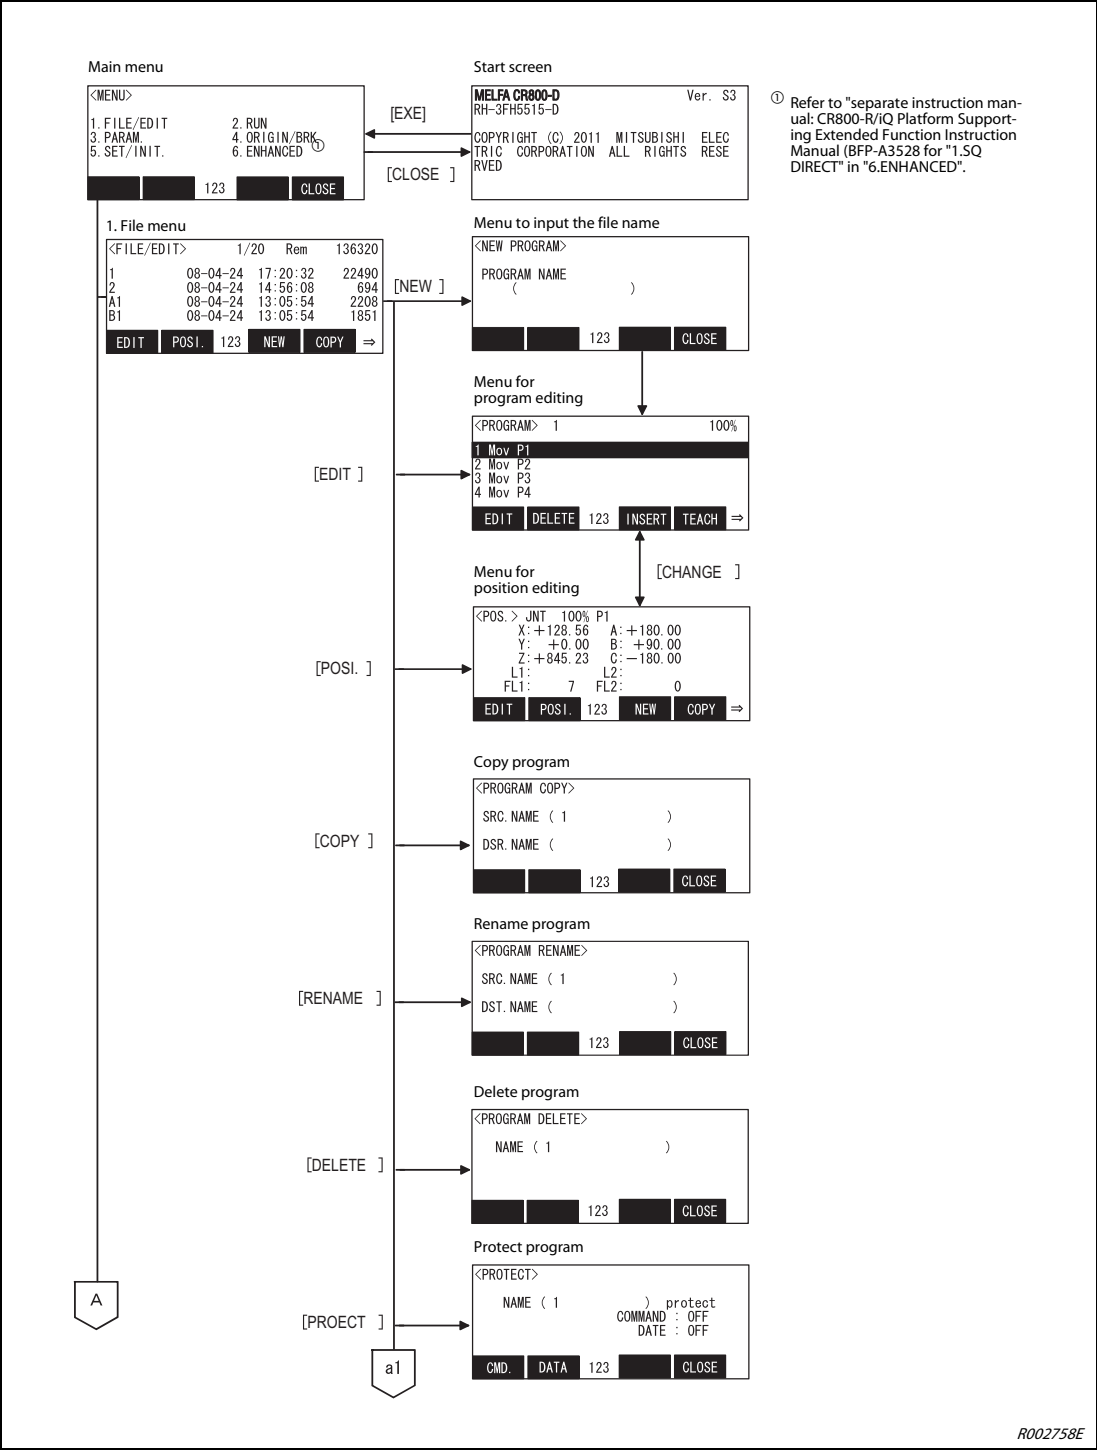 Main menu
<MENU>
1. FILE/EDIT 2. RUN
3. PARAM. 4. ORIGIN/BRK
5. SET/INIT. 6. ENHANCED ①
123 CLOSE
[EXE]
[CLOSE ]
Start screen
MELFA CR800-D Ver. S3
RH-3FH5515-D
COPYRIGHT (C) 2011 MITSUBISHI ELEC
TRIC CORPORATION ALL RIGHTS RESE
RVED
① Refer to "separate instruction man-
ual: CR800-R/iQ Platform Support-
ing Extended Function Instruction
Manual (BFP-A3528 for "1.SQ
DIRECT" in "6.ENHANCED".
1. File menu
<FILE/EDIT> 1/20 Rem 136320
1 08-04-24 17:20:32 22490
2 08-04-24 14:56:08 694
A1 08-04-24 13:05:54 2208
B1 08-04-24 13:05:54 1851
EDIT POSI. 123 NEW COPY ⇒
[NEW ]
Menu to input the file name
<NEW PROGRAM>
PROGRAM NAME
( )
123 CLOSE
Menu for
program editing
[EDIT ]
<PROGRAM> 1 100%
1 Mov P1
2 Mov P2
3 Mov P3
4 Mov P4
EDIT DELETE 123 INSERT TEACH ⇒
[CHANGE ]
Menu for
position editing
[POSI. ]
<POS.> JNT 100% P1
X:+128.56 A:+180.00
Y: +0.00 B: +90.00
Z:+845.23 C:-180.00
L1: L2:
FL1: 7 FL2: 0
EDIT POSI. 123 NEW COPY ⇒
Copy program
[COPY ]
<PROGRAM COPY>
SRC.NAME ( 1 )
DSR.NAME ( )
123 CLOSE
Rename program
[RENAME ]
<PROGRAM RENAME>
SRC.NAME ( 1 )
DST.NAME ( )
123 CLOSE
Delete program
[DELETE ]
<PROGRAM DELETE>
NAME ( 1 )
123 CLOSE
Protect program
[PROECT ]
<PROTECT>
NAME ( 1 ) protect
COMMAND : OFF
DATE : OFF
CMD. DATA 123 CLOSE
A
a1
R002758E